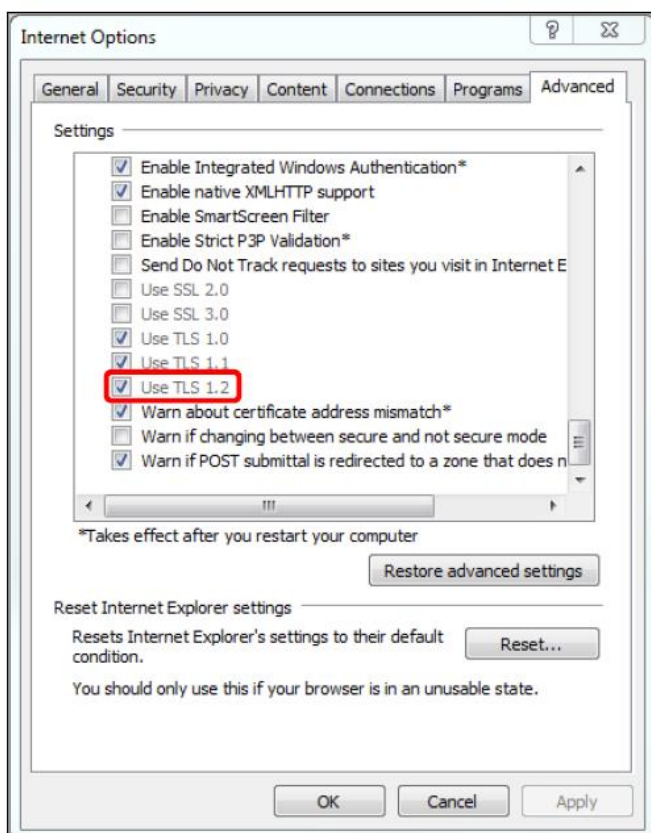 Internet Options
General Security Privacy Content Connections Programs Advanced
Settings
Enable Integrated Windows Authentication*
Enable native XMLHTTP support
Enable SmartScreen Filter
Enable Strict P3P Validation*
Send Do Not Track requests to sites you visit in Internet E
Use SSL 2.0
Use SSL 3.0
Use TLS 1.0
Use TLS 1.1
Use TLS 1.2
Warn about certificate address mismatch*
Warn if changing between secure and not secure mode
Warn if POST submittal is redirected to a zone that does n
*Takes effect after you restart your computer
Restore advanced settings
Reset Internet Explorer settings
Resets Internet Explorer's settings to their default
condition.
Reset...
You should only use this if your browser is in an unusable state.
OK Cancel Apply